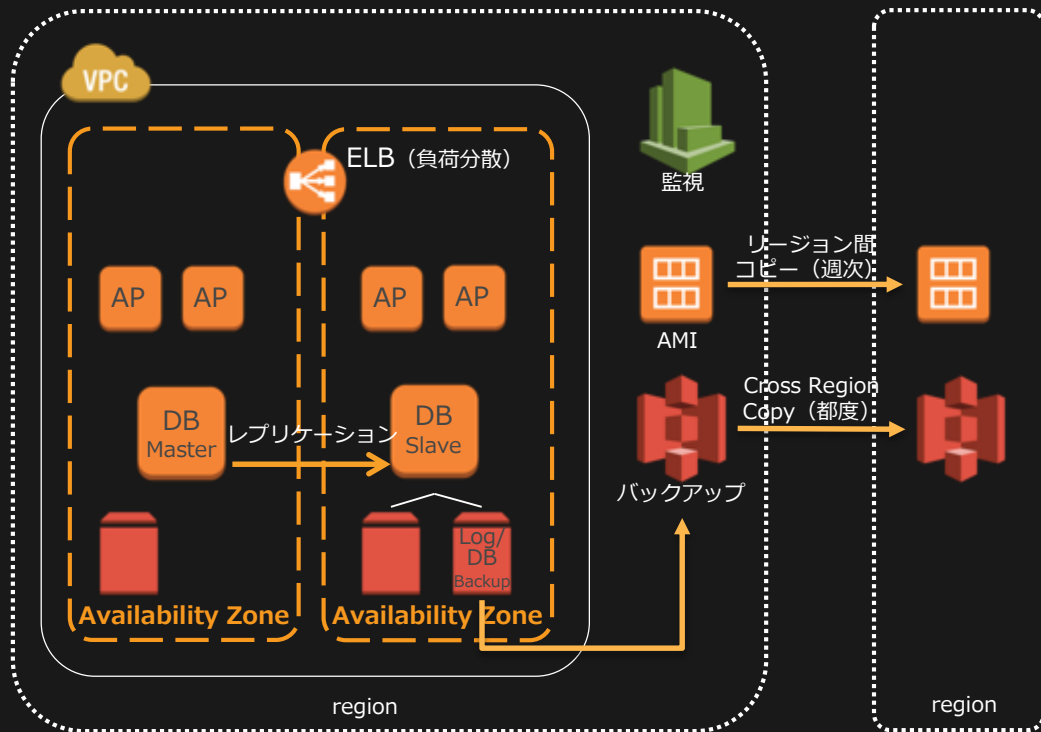 VPC
ELB（負荷分散）
監視
リージョン間
コピー（週次）
AP
AP
AP
AP
AMI
DB
Master
レプリケーション
DB
Slave
Cross Region
Copy（都度）
バックアップ
Log/
DB
Backup
Availability Zone
Availability Zone
region
region